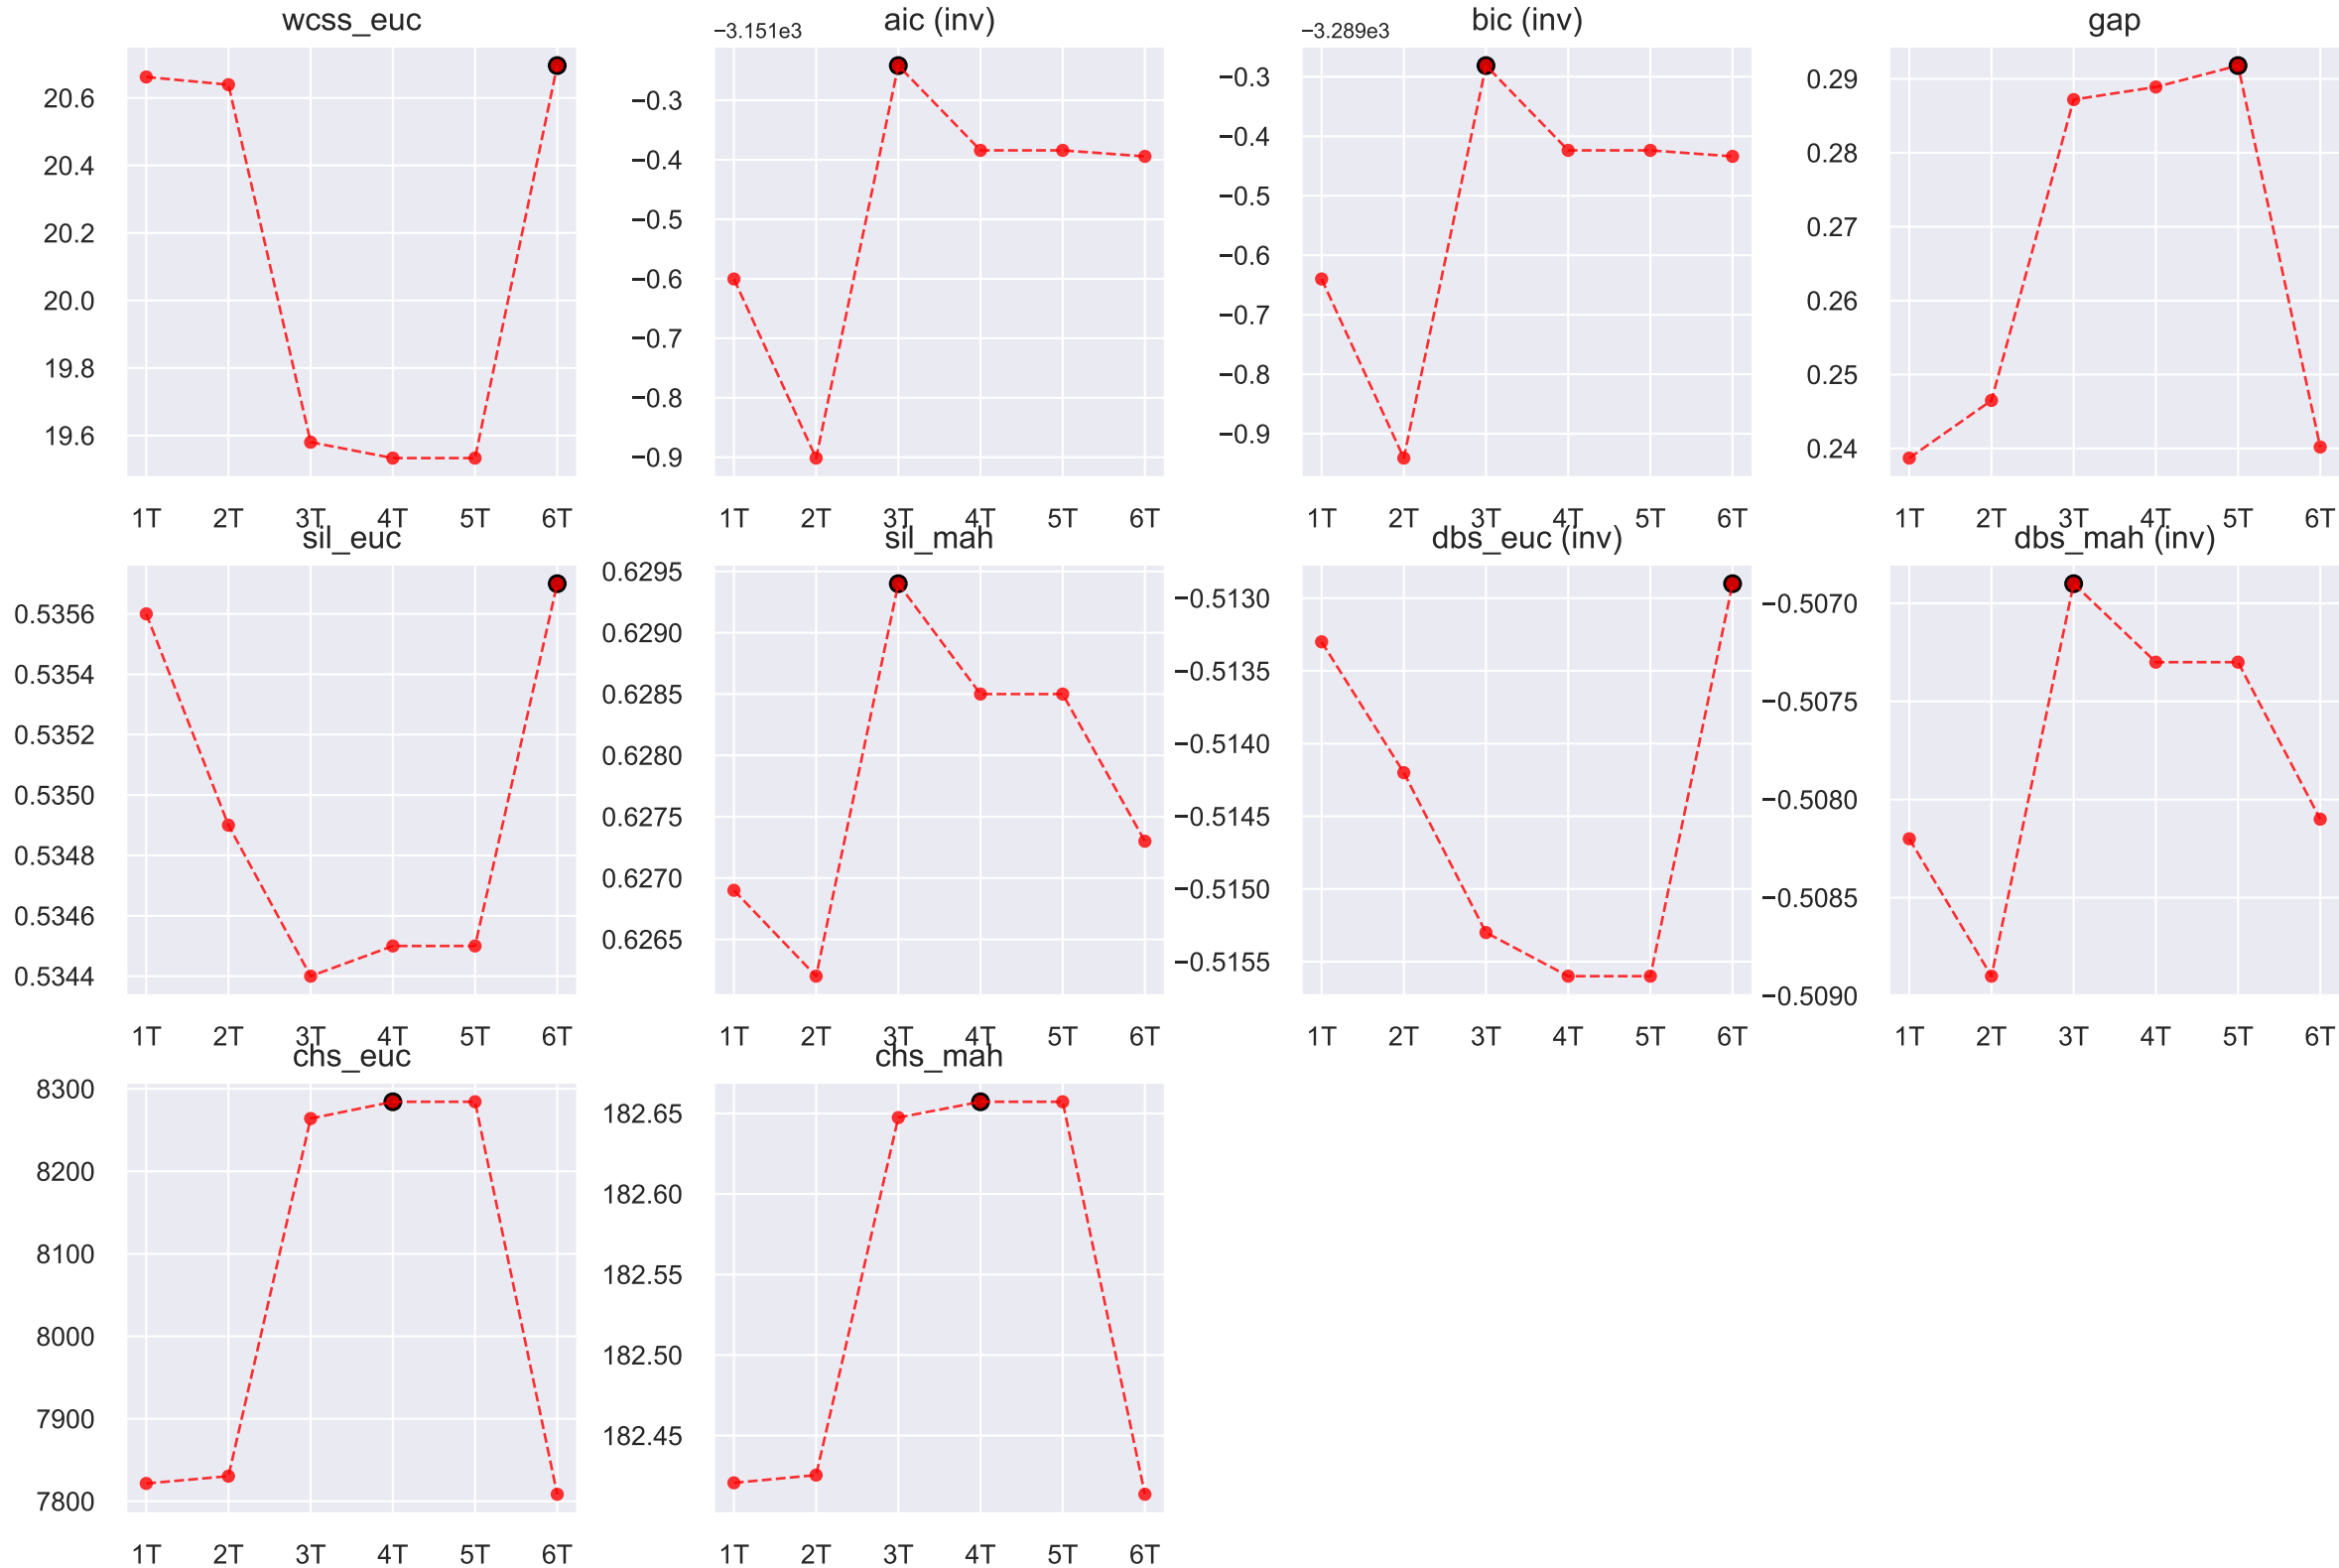 wcss_euc
20.6
20.4
20.2
20.0
19.8
19.6
1T 2T 3T 4T 5T 6T
aic (inv)
−3.151e3
−0.3
−0.4
−0.5
−0.6
−0.7
−0.8
−0.9
1T 2T 3T 4T 5T 6T
bic (inv)
−3.289e3
−0.3
−0.4
−0.5
−0.6
−0.7
−0.8
−0.9
1T 2T 3T 4T 5T 6T
gap
0.29
0.28
0.27
0.26
0.25
0.24
1T 2T 3T 4T 5T 6T
sil_euc
0.5356
0.5354
0.5352
0.5350
0.5348
0.5346
0.5344
1T 2T 3T 4T 5T 6T
sil_mah
0.6295
0.6290
0.6285
0.6280
0.6275
0.6270
0.6265
1T 2T 3T 4T 5T 6T
dbs_euc (inv)
−0.5130
−0.5135
−0.5140
−0.5145
−0.5150
−0.5155
1T 2T 3T 4T 5T 6T
dbs_mah (inv)
−0.5070
−0.5075
−0.5080
−0.5085
−0.5090
1T 2T 3T 4T 5T 6T
chs_euc
8300
8200
8100
8000
7900
7800
1T 2T 3T 4T 5T 6T
chs_mah
182.65
182.60
182.55
182.50
182.45
1T 2T 3T 4T 5T 6T